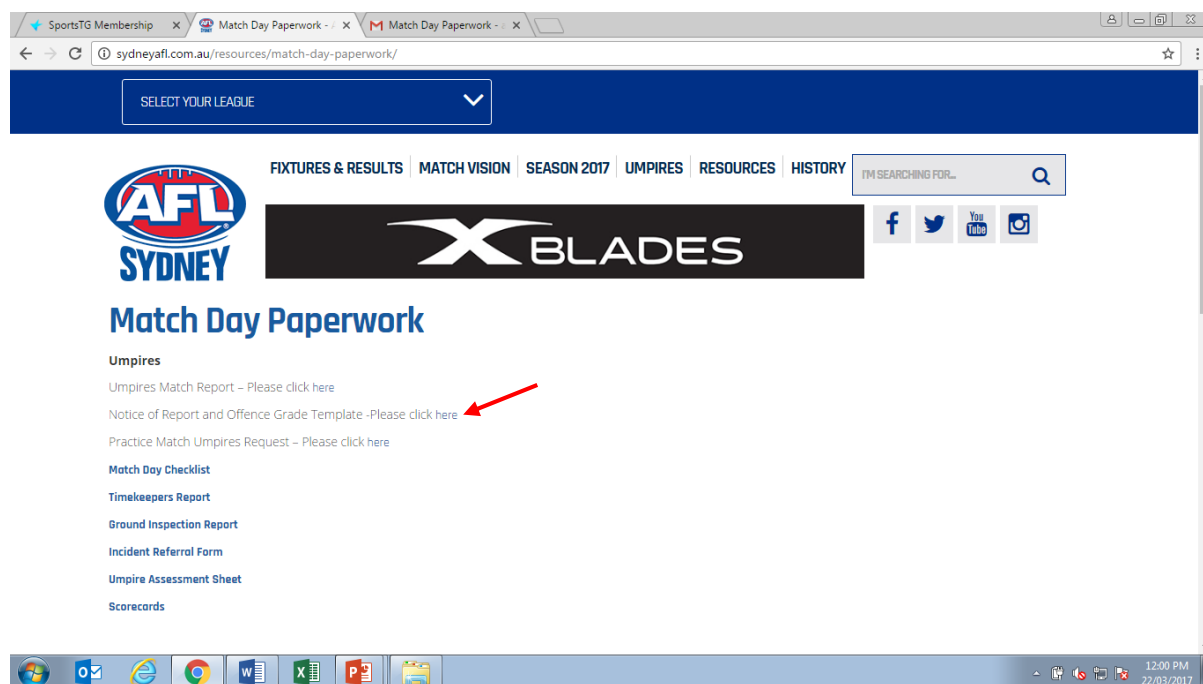 SportsTG Membership
Match Day Paperwork - A
Match Day Paperwork - a
sydneyafl.com.au/resources/match-day-paperwork/
SELECT YOUR LEAGUE
FIXTURES & RESULTS MATCH VISION SEASON 2017 UMPIRES RESOURCES HISTORY
I'M SEARCHING FOR...
AFL
SYDNEY
X BLADES
You
Tube
Match Day Paperwork
Umpires
Umpires Match Report – Please click here
Notice of Report and Offence Grade Template -Please click here
Practice Match Umpires Request – Please click here
Match Day Checklist
Timekeepers Report
Ground Inspection Report
Incident Referral Form
Umpire Assessment Sheet
Scorecards
12:00 PM
22/03/2017